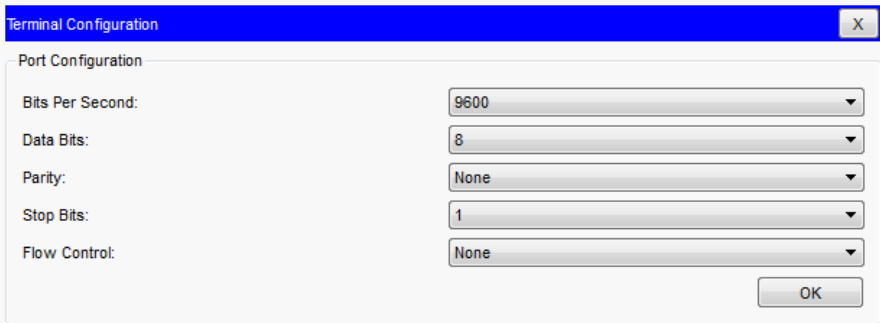 Terminal Configuration X
Port Configuration
Bits Per Second: 9600
Data Bits: 8
Parity: None
Stop Bits: 1
Flow Control: None
OK